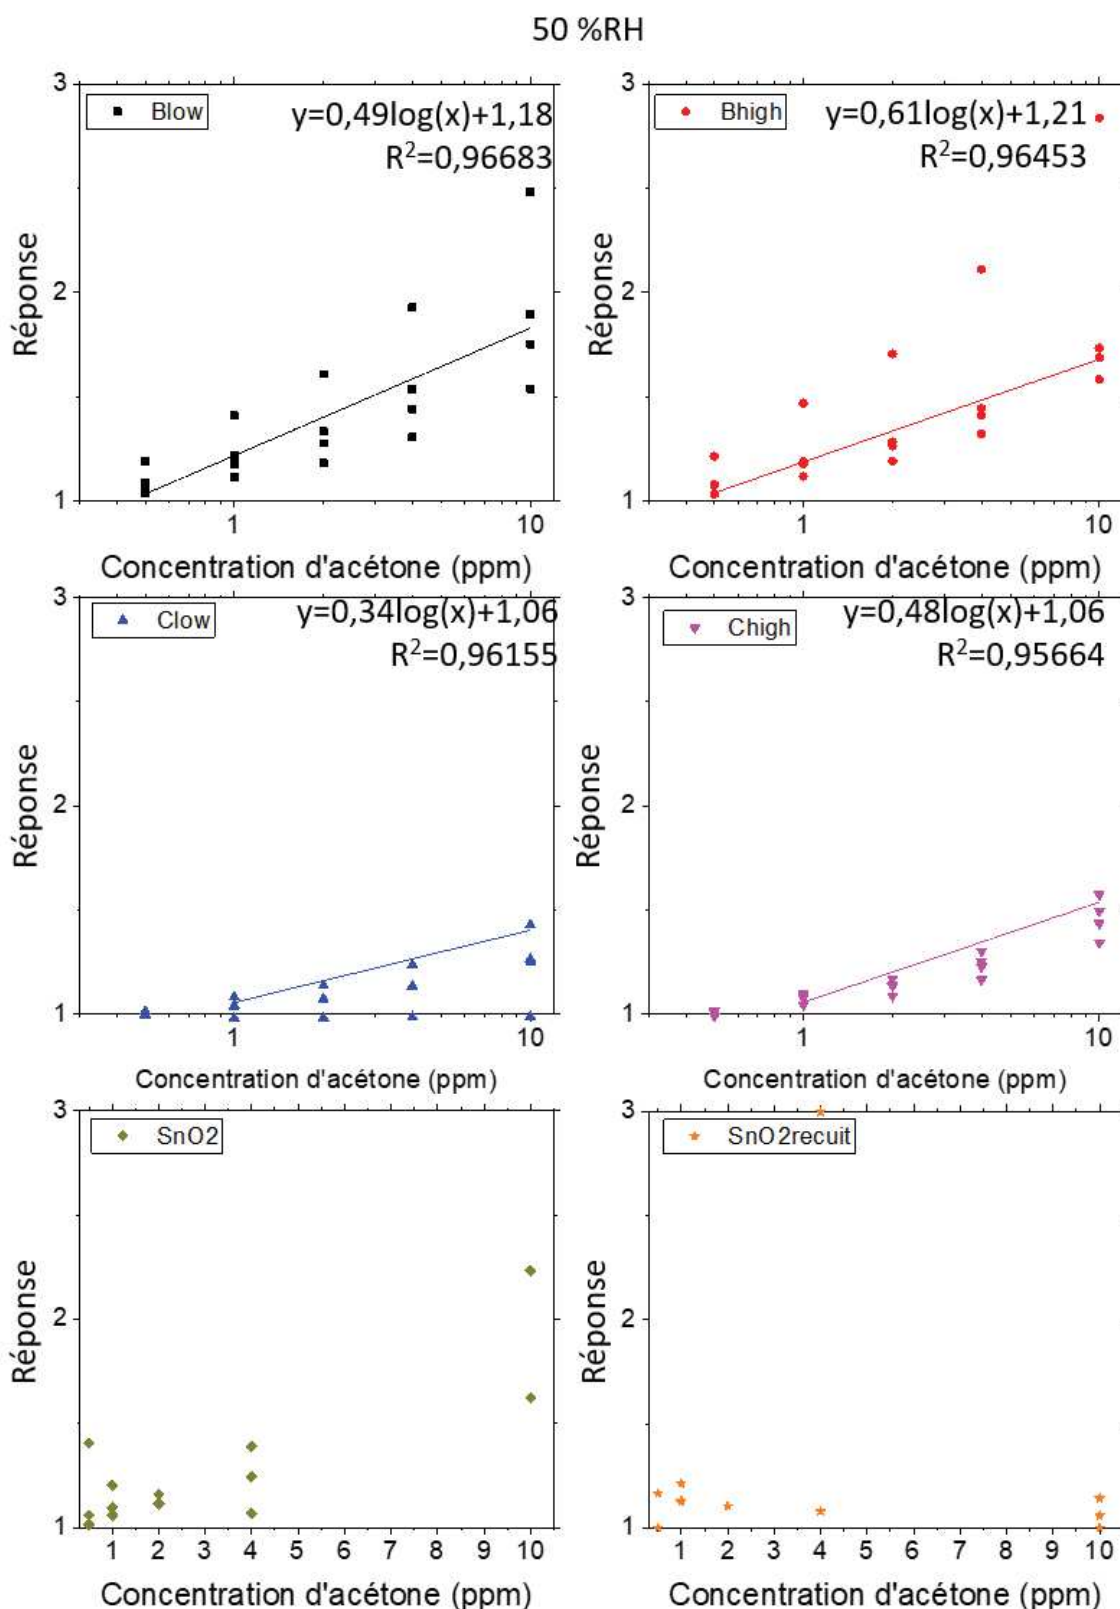 50 %RH
3
2
1
Réponse
Blow
y=0,49log(x)+1,18
R²=0,96683
1
10
Concentration d'acétone (ppm)
3
2
1
Réponse
Bhigh
y=0,61log(x)+1,21
R²=0,96453
1
10
Concentration d'acétone (ppm)
3
2
1
Réponse
Clow
y=0,34log(x)+1,06
R²=0,96155
1
10
Concentration d'acétone (ppm)
3
2
1
Réponse
Chigh
y=0,48log(x)+1,06
R²=0,95664
1
10
Concentration d'acétone (ppm)
3
2
1
Réponse
SnO2
1 2 3 4 5 6 7 8 9 10
Concentration d'acétone (ppm)
3
2
1
Réponse
SnO2recuit
1 2 3 4 5 6 7 8 9 10
Concentration d'acétone (ppm)